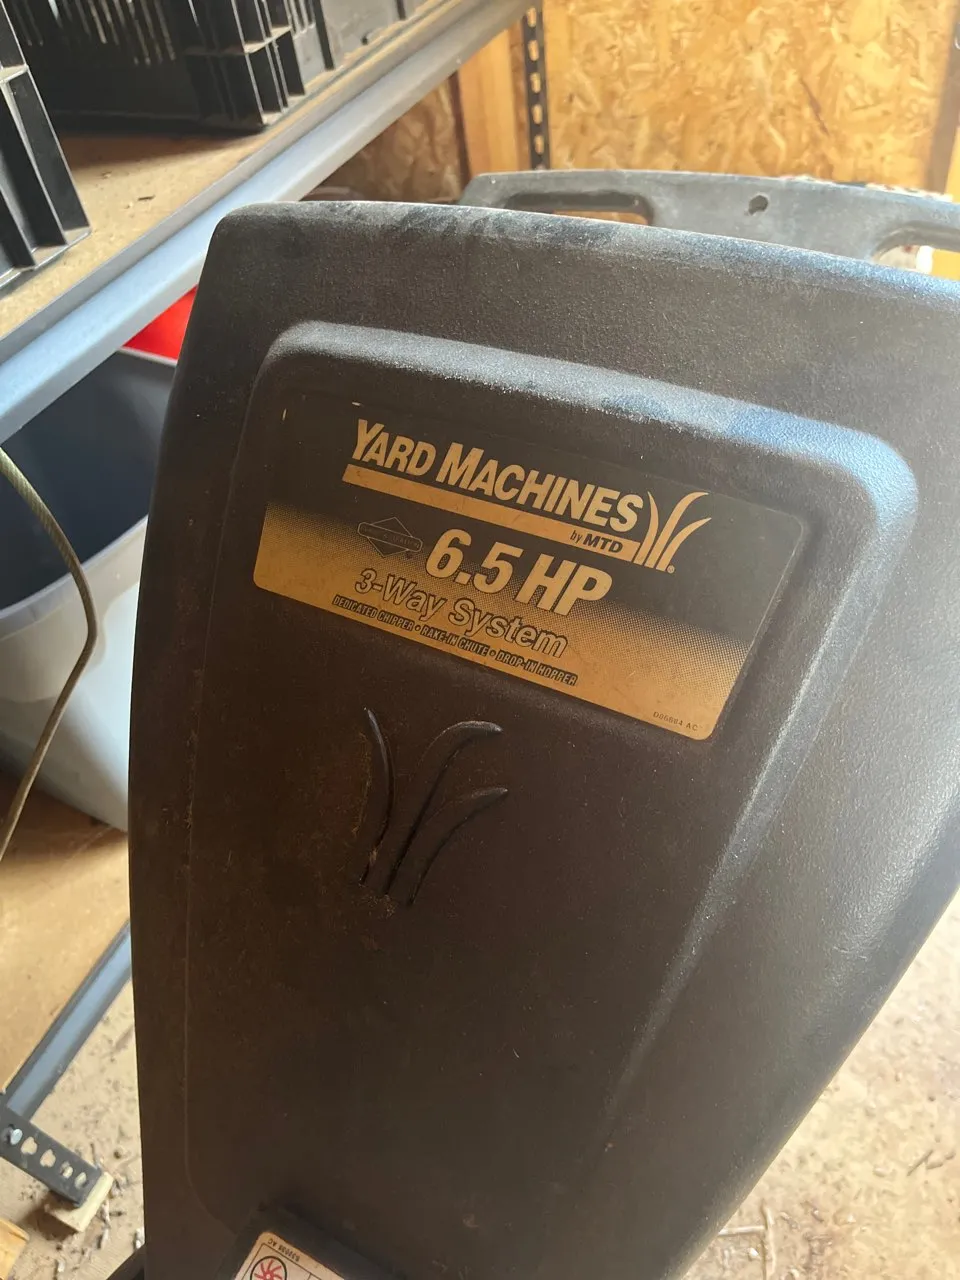 YARD MACHINES
by MTD
6.5 HP
3-Way System
DEDICATED CHIPPER • RAKE-IN CHUTE • DROP-IN HOPPER